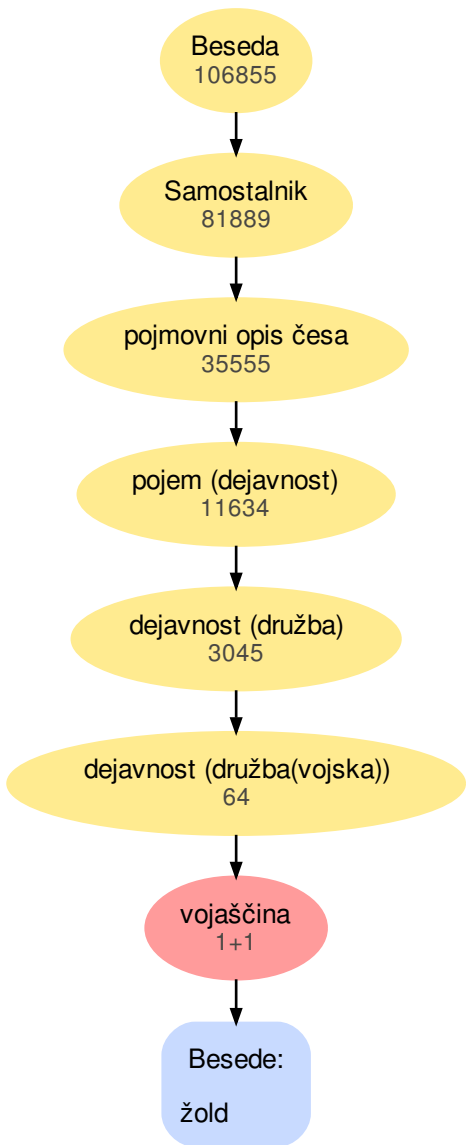 Beseda
106855
Samostalnik
81889
pojmovni opis česa
35555
pojem (dejavnost)
11634
dejavnost (družba)
3045
dejavnost (družba(vojska))
64
vojaščina
1+1
Besede:
žold